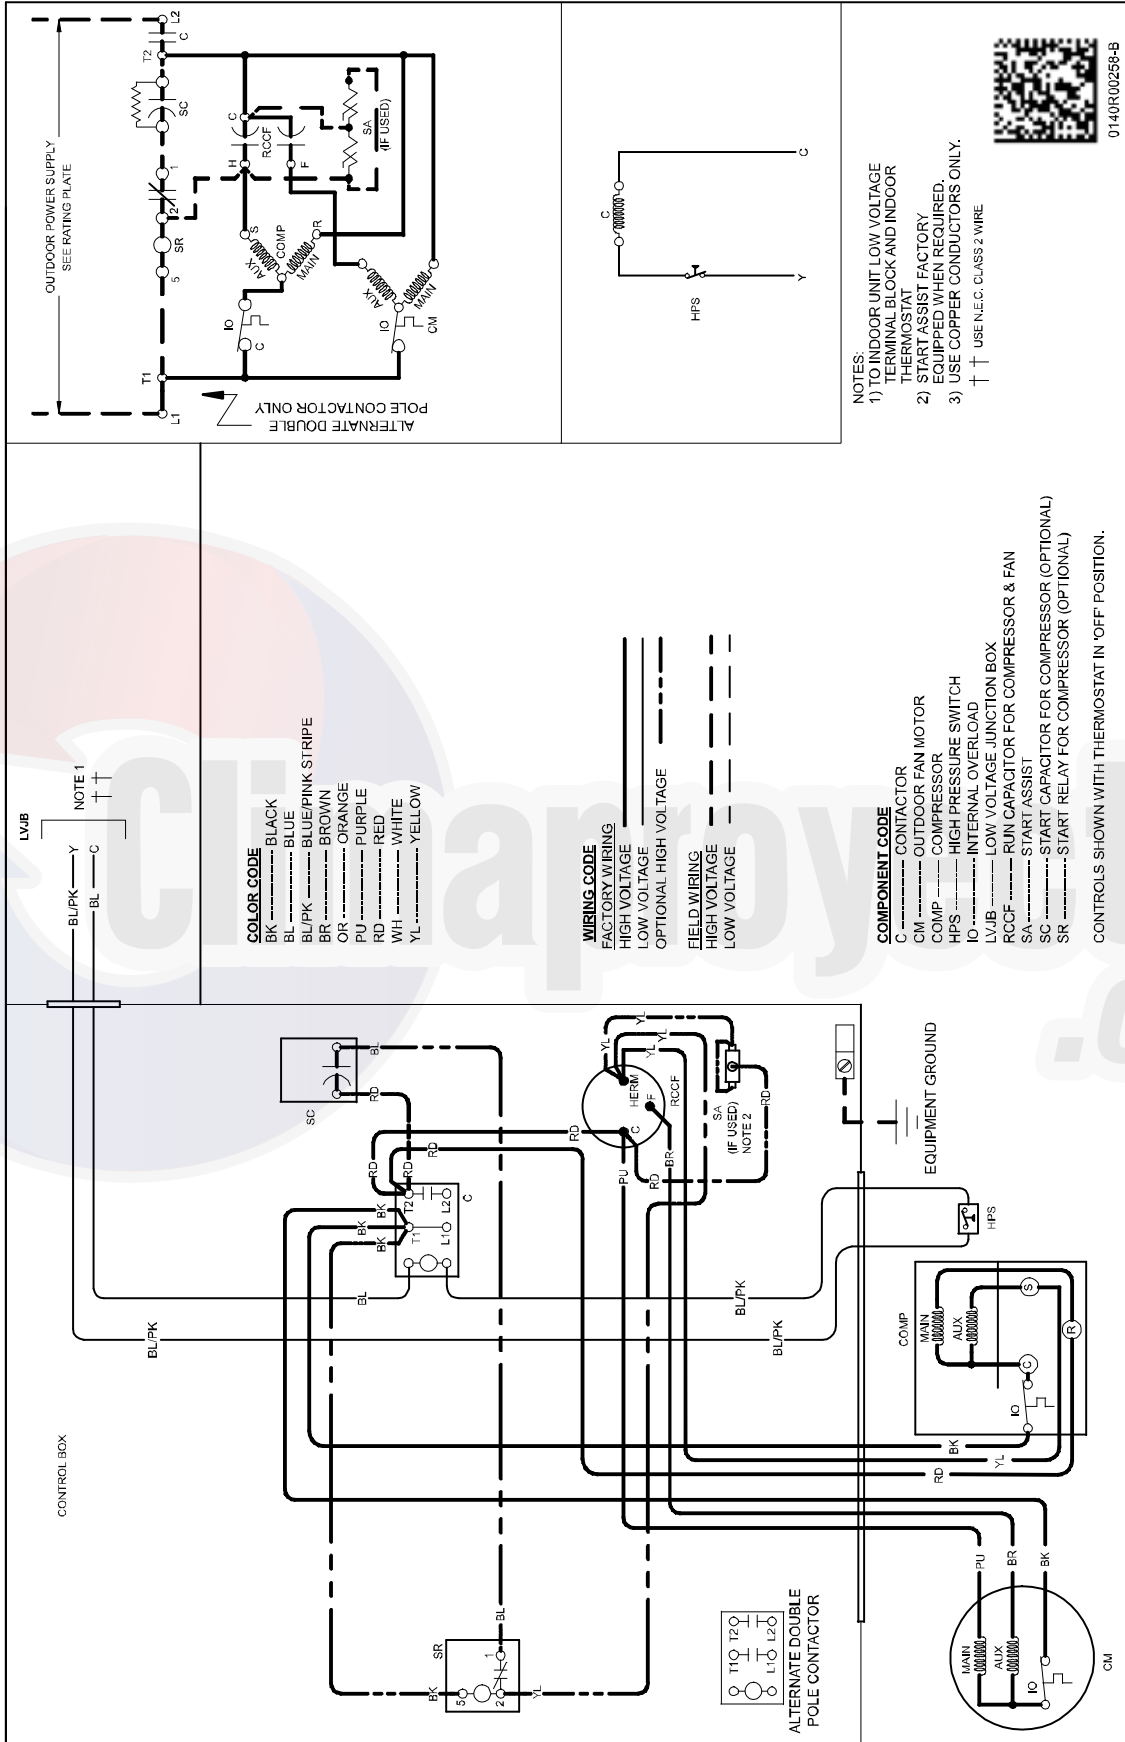 CONTROL BOX
LVJB
NOTE 1
BL/PK
Y
BL
C
BL/PK
BL
SC
RD
BL
RD
RD
RD
RD
BK
BK
BK
T2
T1
L2
L1
C
BL/PK
BL/PK
SR
BK
5
2
1
BL
YL
YL
YL
YL
YL
HERM
F
C
RCCF
PU
BR
RD
RD
SA
(IF USED)
NOTE 2
EQUIPMENT GROUND
HPS
COMP
MAIN
AUX
S
R
C
IO
BK
YL
RD
PU
BR
BK
MAIN
AUX
IO
CM
T1
T2
L1
L2
ALTERNATE DOUBLE
POLE CONTACTOR
COLOR CODE
BK BLACK
BL BLUE
BL/PK BLUE/PINK STRIPE
BR BROWN
OR ORANGE
PU PURPLE
RD RED
WH WHITE
YL YELLOW
WIRING CODE
FACTORY WIRING
HIGH VOLTAGE
LOW VOLTAGE
OPTIONAL HIGH VOLTAGE
FIELD WIRING
HIGH VOLTAGE
LOW VOLTAGE
COMPONENT CODE
C CONTACTOR
CM OUTDOOR FAN MOTOR
COMP COMPRESSOR
HPS HIGH PRESSURE SWITCH
IO INTERNAL OVERLOAD
LVJB LOW VOLTAGE JUNCTION BOX
RCCF RUN CAPACITOR FOR COMPRESSOR & FAN
SA START ASSIST
SC START CAPACITOR FOR COMPRESSOR (OPTIONAL)
SR START RELAY FOR COMPRESSOR (OPTIONAL)
CONTROLS SHOWN WITH THERMOSTAT IN 'OFF' POSITION.
OUTDOOR POWER SUPPLY
SEE RATING PLATE
L1
T1
5
SR
2
1
SC
T2
C
L2
ALTERNATE DOUBLE
POLE CONTACTOR ONLY
C
IO
S
AUX
COMP
MAIN
R
H
RCCF
C
F
SA
(IF USED)
IO
AUX
MAIN
CM
C
HPS
Y
C
NOTES:
1) TO INDOOR UNIT LOW VOLTAGE
TERMINAL BLOCK AND INDOOR
THERMOSTAT
2) START ASSIST FACTORY
EQUIPPED WHEN REQUIRED.
3) USE COPPER CONDUCTORS ONLY.
†† USE N.E.C. CLASS 2 WIRE
0140R00258-B